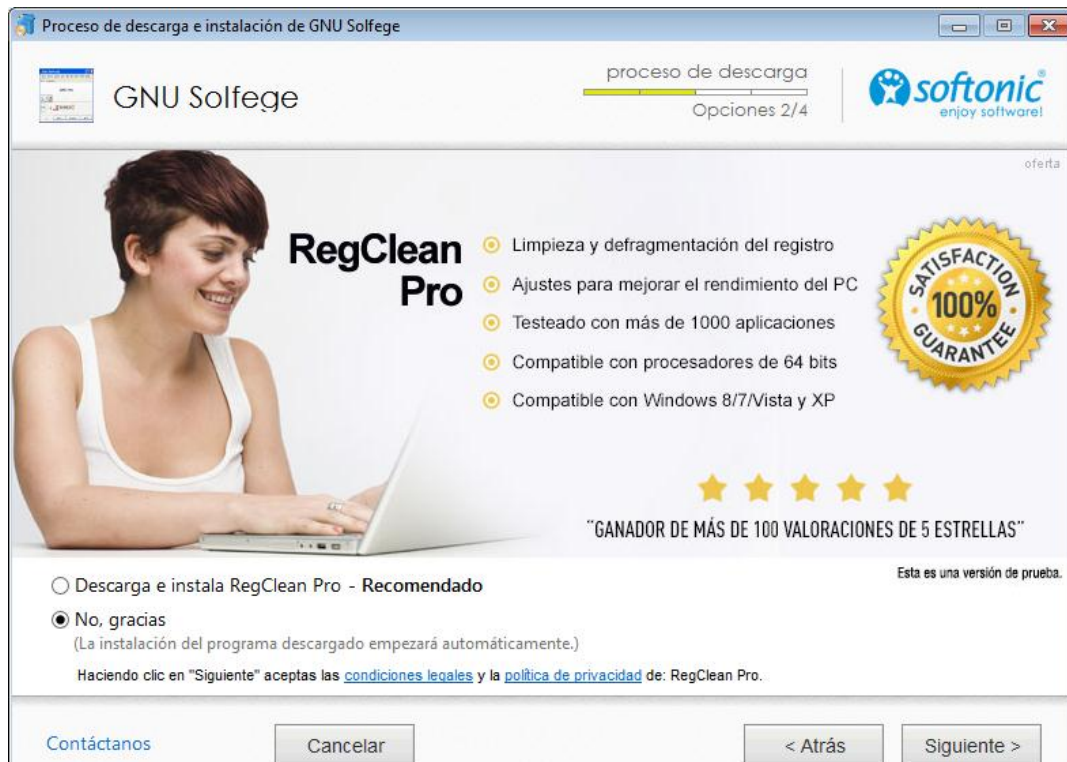 Proceso de descarga e instalación de GNU Solfege
GNU Solfege
proceso de descarga
Opciones 2/4
softonic®
enjoy software!
oferta
RegClean
Pro
Limpieza y defragmentación del registro
Ajustes para mejorar el rendimiento del PC
Testeado con más de 1000 aplicaciones
Compatible con procesadores de 64 bits
Compatible con Windows 8/7/Vista y XP
SATISFACTION
100%
GUARANTEE
"GANADOR DE MÁS DE 100 VALORACIONES DE 5 ESTRELLAS"
Esta es una versión de prueba.
Descarga e instala RegClean Pro - Recomendado
No, gracias
(La instalación del programa descargado empezará automáticamente.)
Haciendo clic en "Siguiente" aceptas las condiciones legales y la política de privacidad de: RegClean Pro.
Contáctanos
Cancelar
< Atrás
Siguiente >